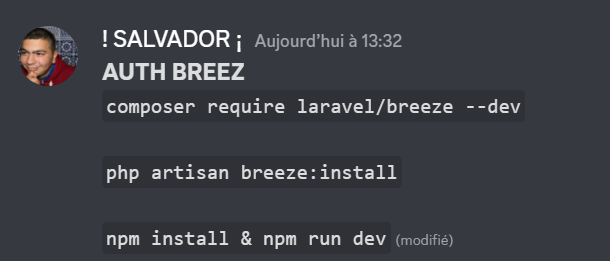 ! SALVADOR ¡ Aujourd'hui à 13:32
AUTH BREEZ
composer require laravel/breeze --dev
php artisan breeze:install
npm install & npm run dev (modifié)